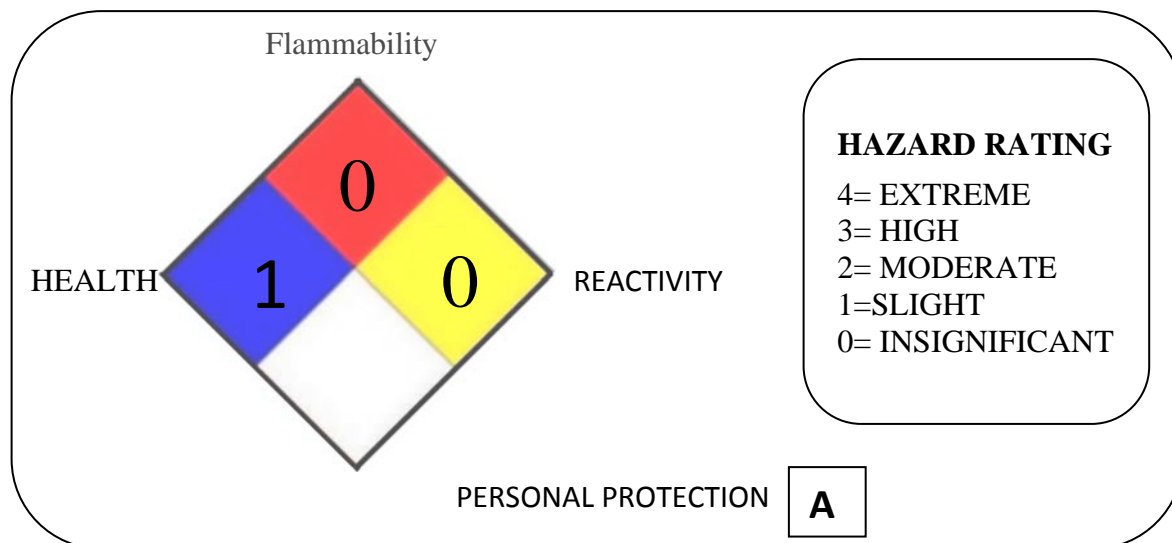 Flammability
0
HEALTH 1 0 REACTIVITY
HAZARD RATING
4= EXTREME
3= HIGH
2= MODERATE
1=SLIGHT
0= INSIGNIFICANT
PERSONAL PROTECTION A